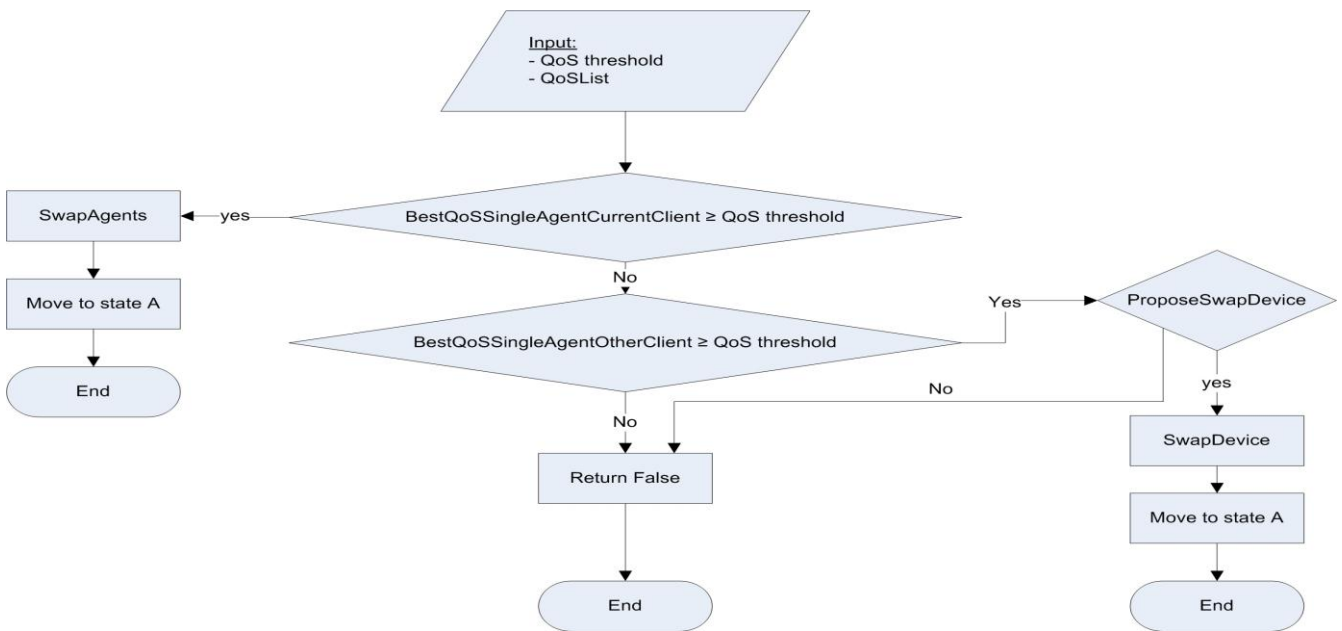 Input:
- QoS threshold
- QoSList
BestQoSSingleAgentCurrentClient ≥ QoS threshold
yes
SwapAgents
Move to state A
End
No
BestQoSSingleAgentOtherClient ≥ QoS threshold
Yes
ProposeSwapDevice
No
yes
No
SwapDevice
Return False
Move to state A
End
End